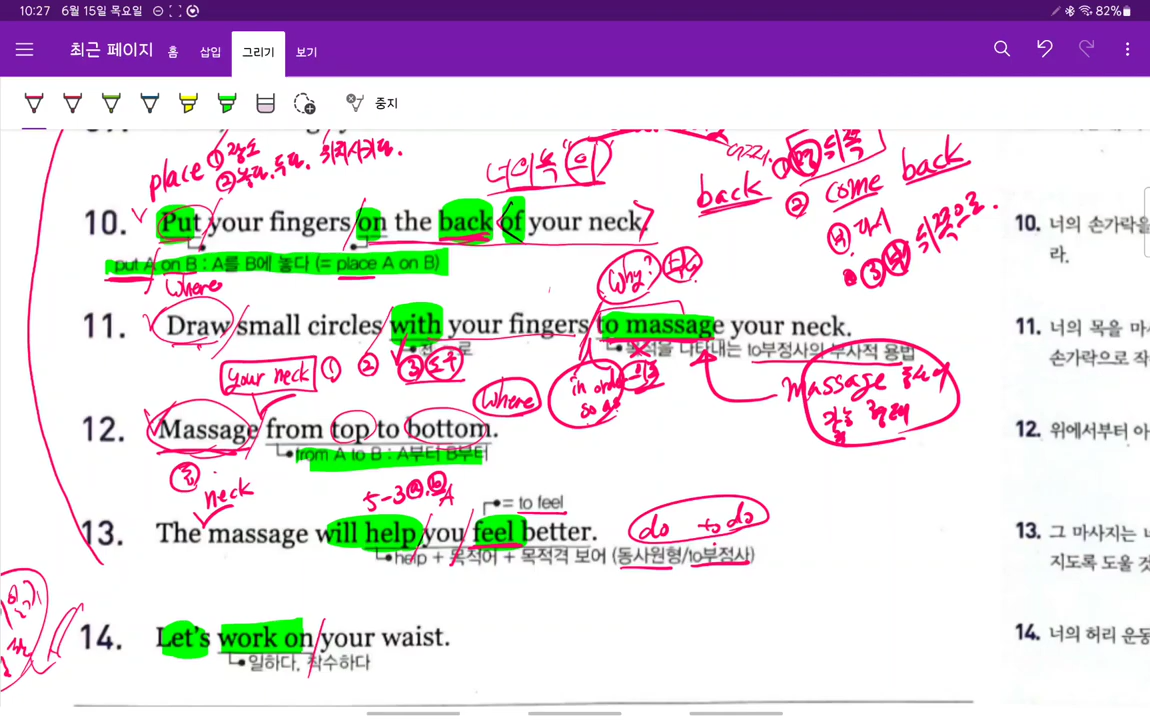 10:27 6월 15일 목요일 82%
최근 페이지 홈 삽입 그리기 보기
중지
place ① 장소
② 놓다, 두다, 위치시키다.
너의 목 의
① 명 뒤쪽
back ② come back
부 다시
③ 부 뒤쪽으로.
10. Put your fingers on the back of your neck.
put A on B : A를 B에 놓다 (= place A on B)
where
Why?
11. Draw small circles with your fingers to massage your neck.
목적을 나타내는 to부정사의 부사적 용법
your neck ① ② ③ 도구
in order
so as
Massage 동사
where
12. Massage from top to bottom.
from A to B : A부터 B부터
neck
5-3
= to feel
13. The massage will help you feel better.
do to do
help + 목적어 + 목적격 보어 (동사원형/to부정사)
14. Let's work on your waist.
일하다, 착수하다
10. 너의 손가락을
라.
11. 너의 목을 마
손가락으로 작
12. 위에서부터 아
13. 그 마사지는 너
지도록 도울 것
14. 너의 허리 운동